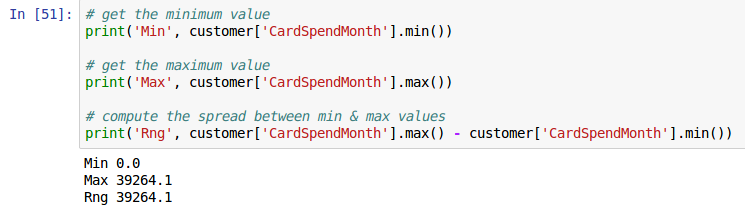 In [51]: # get the minimum value
print('Min', customer['CardSpendMonth'].min())
# get the maximum value
print('Max', customer['CardSpendMonth'].max())
# compute the spread between min & max values
print('Rng', customer['CardSpendMonth'].max() - customer['CardSpendMonth'].min())
Min 0.0
Max 39264.1
Rng 39264.1